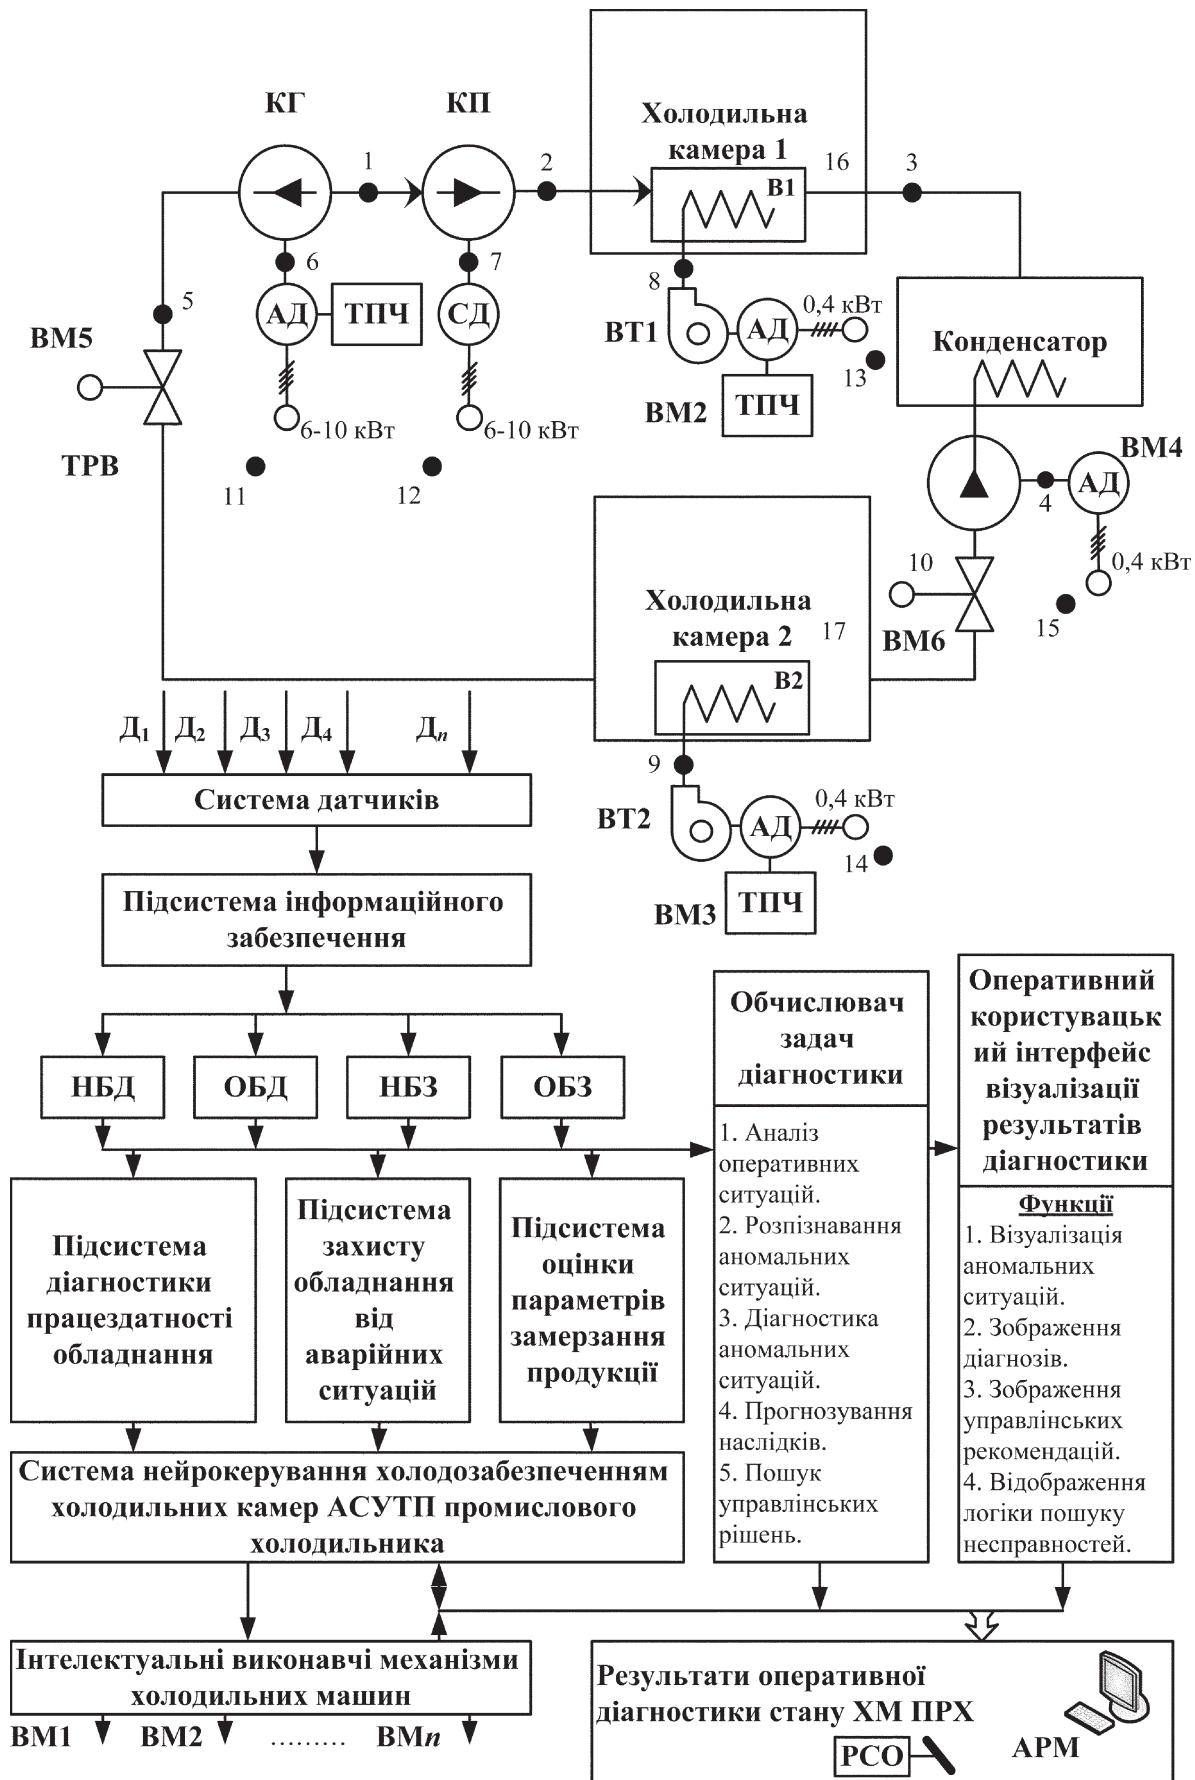 КГ
КП
Холодильна
камера 1
16
1
2
3
В1
6
7
8
5
АД
ТПЧ
СД
ВМ5
ВТ1
АД
0,4 кВт
13
Конденсатор
ВМ2
ТПЧ
6-10 кВт
6-10 кВт
ТРВ
11
12
ВМ4
4
АД
10
0,4 кВт
15
ВМ6
Холодильна
камера 2
17
В2
Д1
Д2
Д3
Д4
Дn
9
Система датчиків
ВТ2
АД
0,4 кВт
14
ВМ3
ТПЧ
Підсистема інформаційного
забезпечення
НБД
ОБД
НБЗ
ОБЗ
Обчислювач
задач
діагностики
1. Аналіз
оперативних
ситуацій.
2. Розпізнавання
аномальних
ситуацій.
3. Діагностика
аномальних
ситуацій.
4. Прогнозування
наслідків.
5. Пошук
управлінських
рішень.
Оперативний
користувацьк
ий інтерфейс
візуалізації
результатів
діагностики
Функції
1. Візуалізація
аномальних
ситуацій.
2. Зображення
діагнозів.
3. Зображення
управлінських
рекомендацій.
4. Відображення
логіки пошуку
несправностей.
Підсистема
діагностики
працездатності
обладнання
Підсистема
захисту
обладнання
від
аварійних
ситуацій
Підсистема
оцінки
параметрів
замерзання
продукції
Система нейрокерування холодозабезпеченням
холодильних камер АСУТП промислового
холодильника
Інтелектуальні виконавчі механізми
холодильних машин
ВМ1
ВМ2
.........
ВМn
Результати оперативної
діагностики стану ХМ ПРХ
РСО
АРМ